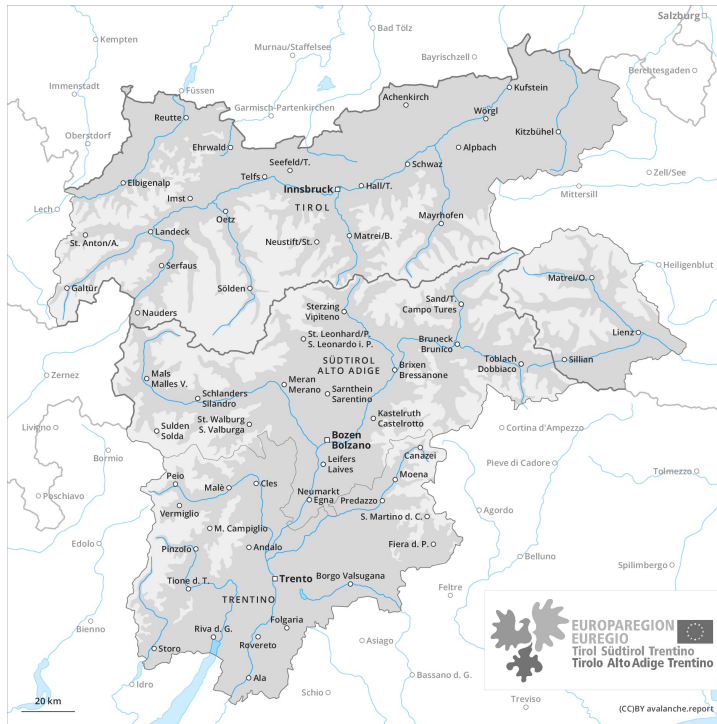 Salzburg
Kempten
Bad Tölz
Murnau/Staffelsee
Bayrischzell
Berchtesgaden
Immenstadt
Füssen
Garmisch-Partenkirchen
Achenkirch
Kufstein
Reutte
Wörgl
Oberstdorf
Ehrwald
Kitzbühel
Alpbach
Seefeld/T.
Schwaz
Zell/See
Telfs
Elbigenalp
Innsbruck
Hall/T.
Mittersill
Imst
TIROL
Lech
Oetz
Mayrhofen
Landeck
Matrei/B.
St. Anton/A.
Neustift/St.
Serfaus
Heiligenblut
Matrei/O.
Galtür
Sölden
Sand/T.
Campo Tures
Nauders
Sterzing
Vipiteno
Lienz
St. Leonhard/P.
S. Leonardo i. P.
Bruneck
Brunico
SÜDTIROL
ALTO ADIGE
Toblach
Dobbiaco
Sillian
Brixen
Bressanone
Zernez
Mals
Malles V.
Meran
Merano
Sarnthein
Sarentino
Schlanders
Silandro
Kastelruth
Castelrotto
St. Walburg
S. Valburga
Livigno
Sulden
Solda
Bozen
Bolzano
Cortina d'Ampezzo
Bormio
Canazei
Leifers
Laives
Pieve di Cadore
Tolmezzo
Peio
Moena
Malè
Cles
Poschiavo
Neumarkt
Egna
Predazzo
Vermiglio
Agordo
S. Martino d. C.
M. Campiglio
Edolo
Pinzolo
Andalo
Fiera d. P.
Belluno
Spilimbergo
Tione d. T.
Trento
Borgo Valsugana
Feltre
TRENTINO
Bienno
Folgaria
Riva d. G.
Rovereto
Asiago
Storo
Bassano d. G.
Ala
Idro
Schio
Treviso
EUROPAREGION
EUREGIO
Tirol Südtirol Trentino
Tirolo Alto Adige Trentino
20 km
(CC)BY avalanche.report